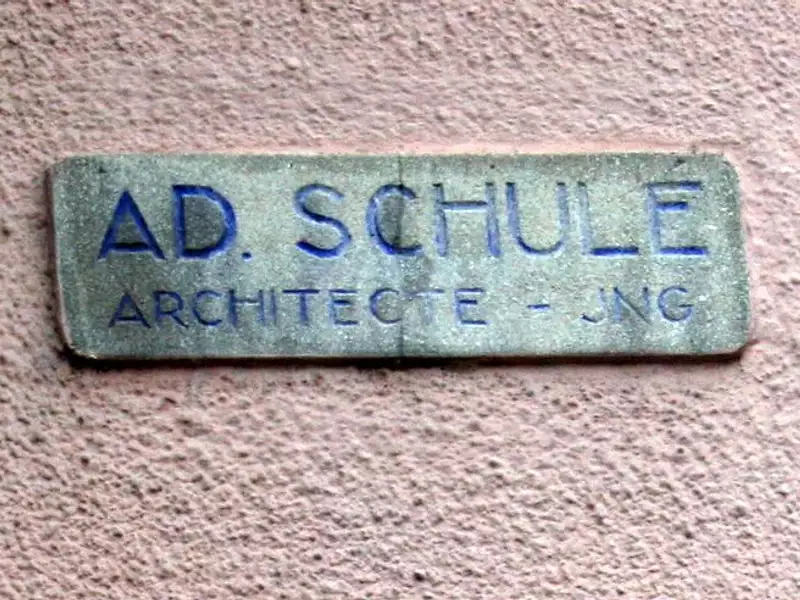 AD. SCHULÉ
ARCHITECTE - JNG